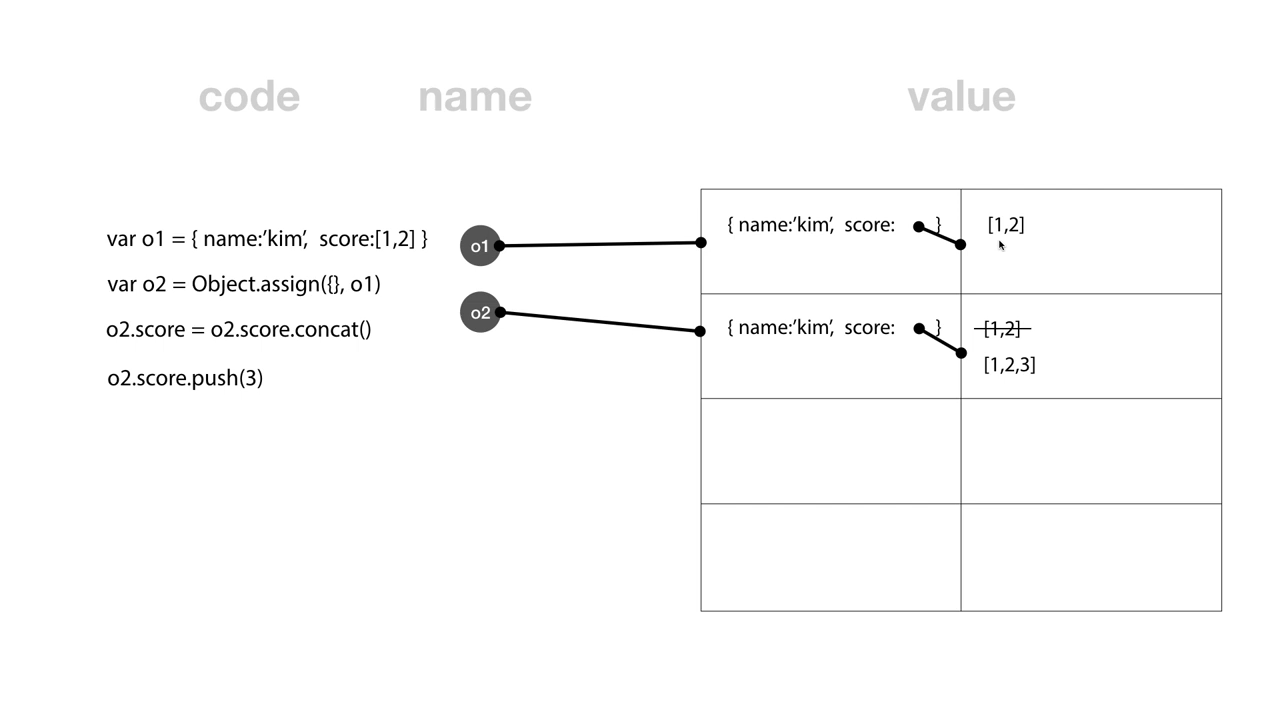 code name value
var o1 = { name:’kim’, score:[1,2] }
var o2 = Object.assign({}, o1)
o2.score = o2.score.concat()
o2.score.push(3)
o1
o2
{ name:’kim’, score: } [1,2]
{ name:’kim’, score: } [1,2]
[1,2,3]